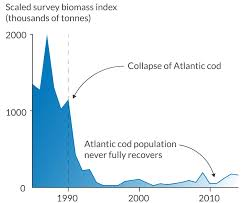 Scaled survey biomass index
(thousands of tonnes)
2000
Collapse of Atlantic cod
1000
Atlantic cod population
never fully recovers
0
1990
2000
2010